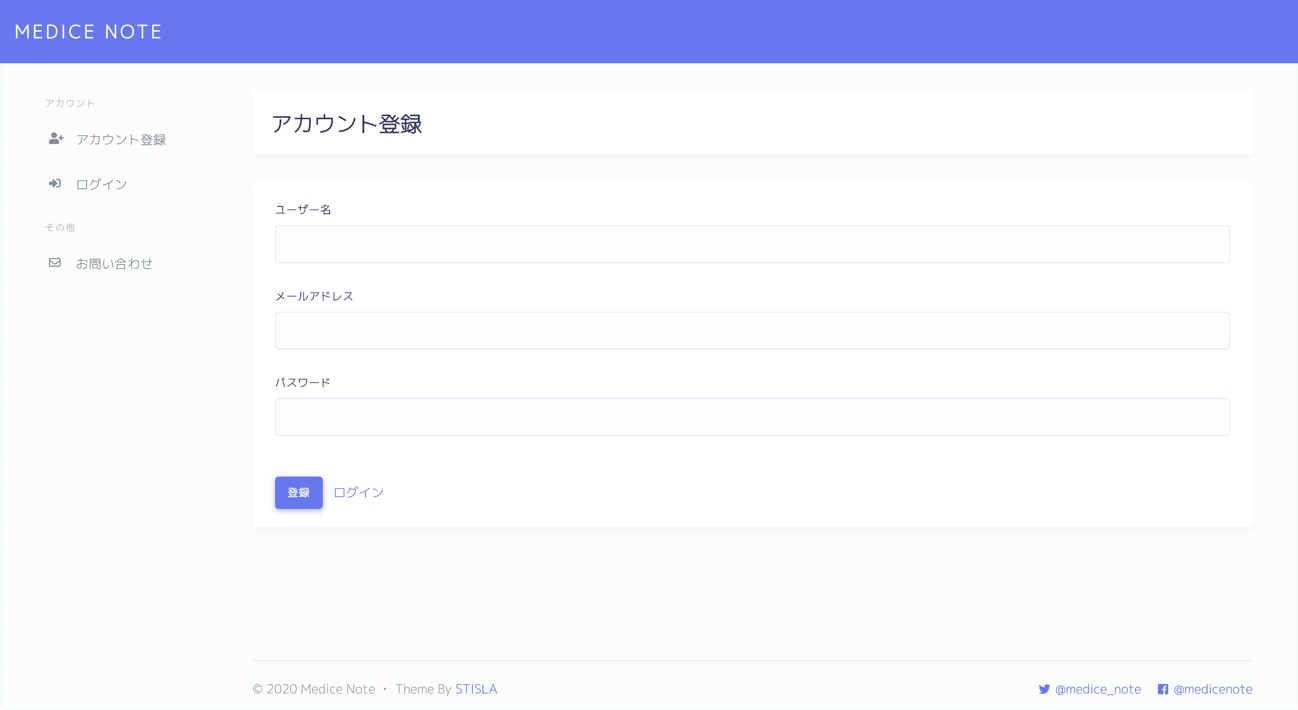 MEDICE NOTE
アカウント
アカウント登録
ログイン
その他
お問い合わせ
アカウント登録
ユーザー名
メールアドレス
パスワード
登録 ログイン
© 2020 Medice Note ・ Theme By STISLA
@medice_note @medicenote